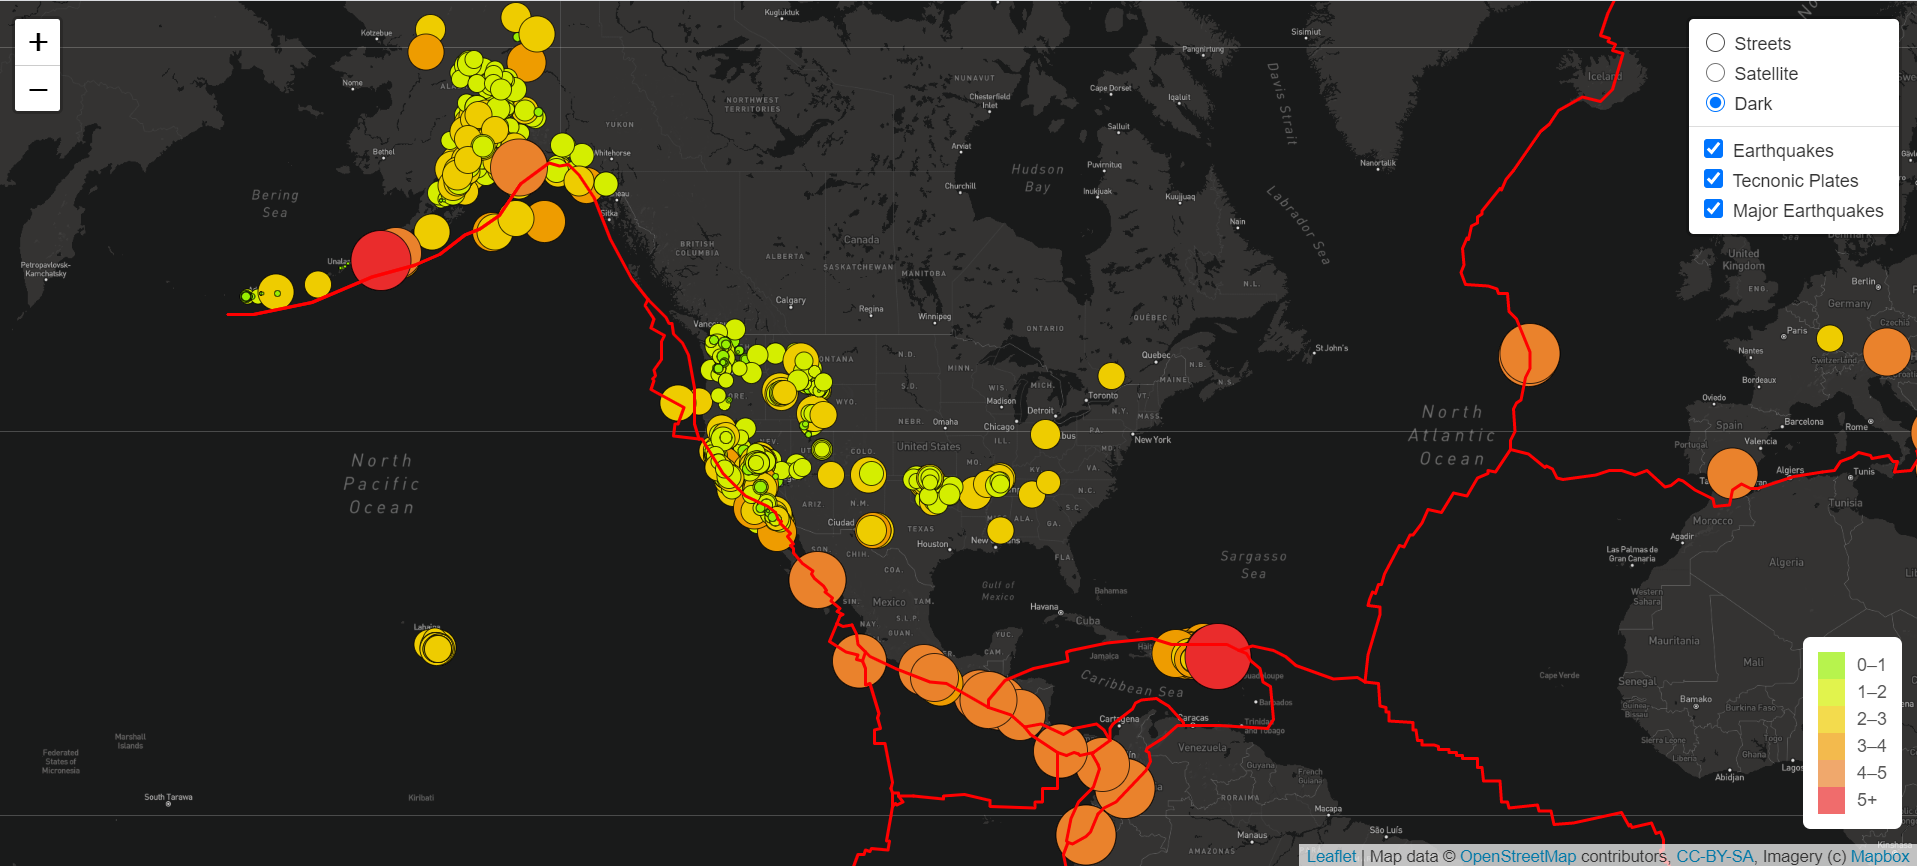 +
−
Streets
Satellite
Dark
Earthquakes
Tecnonic Plates
Major Earthquakes
Kugluktuk
Kotzebue
Sisimiut
Pangnirtung
Iceland
Nome
NUNAVUT
Cape Dorset
Iqaluit
Davis Strait
Chesterfield
Inlet
NORTHWEST
TERRITORIES
YUKON
Salluit
Bethel
Whitehorse
Arviat
Puvirnituq
Nanortalik
Hudson
Bay
Churchill
Inukjuak
Kuujjuaq
Labrador Sea
Bering
Sea
Sitka
Nain
BRITISH
COLUMBIA
Canada
ALBERTA
SASKATCHEWAN
MANITOBA
Petropavlovsk-
Kamchatsky
Unalas
United
Kingdom
ENG.
Berlin
Germany
N.L.
Calgary
Regina
Winnipeg
QUÉBEC
ONTARIO
Vanc
Paris
Czechia
Switzerland
St John's
Quebec
Nantes
MONTANA
N.D.
MINN.
N.B.
MAINE
N.S.
Bordeaux
ORE.
WYO.
S.D.
WIS.
MICH.
Toronto
VT.
Madison
Detroit
N.Y.
MASS.
Oviedo
NEBR.
Omaha
Chicago
North
Atlantic
Ocean
Spain
Barcelona
Rome
Portugal
Valencia
NEV.
UT
COLO.
United States
ILL.
bus
PA.
New York
MD.
North
Pacific
Ocean
MO.
KY
VA.
Algiers
Tunis
Tunisia
ARIZ.
N.M.
N.C.
S.C.
Morocco
Ciudad
TEXAS
ALA.
GA.
Agadir
Houston
New
ns
SON.
CHIH.
FLA.
Las Palmas de
Gran Canaria
Algeria
COA.
Sargasso
Sea
Gulf of
Mexico
Bahamas
Western
Sahara
SIN.
Mexico
TAM.
Havana
Cuba
Lahaina
NAY.
S.L.P.
GUAN.
YUC.
CAM.
Jamaica
Hait
Mauritania
Mali
Caribbean Sea
uadeloupe
Cape Verde
Senegal
Bamako
Burkina Faso
Guinea-
Bissau
Barbados
Cartagena
Caracas
Trinidad
and Tobago
Marshall
Islands
Federated
States of
Micronesia
Venezuela
Sierra Leone
Liberia
Ghana
Togo
Guyana
French
Guiana
Abidjan
Lagos
South Tarawa
Kiribati
RORAIMA
Macapa
Manaus
São Luís
AMAZONAS
0–1
1–2
2–3
3–4
4–5
5+
Leaflet | Map data © OpenStreetMap contributors, CC-BY-SA, Imagery (c) Mapbox